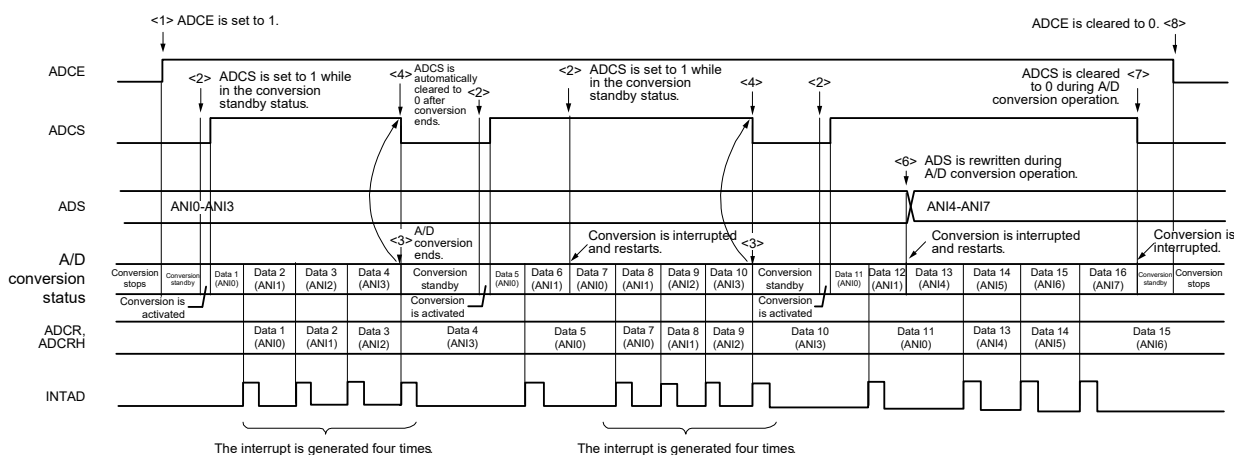 <1> ADCE is set to 1.
ADCE is cleared to 0. <8>
ADCE
<2> ADCS is set to 1 while
in the conversion
standby status.
<4> ADCS is
automatically
cleared to
0 after
conversion
ends.
<2>
<2> ADCS is set to 1 while
in the conversion
standby status.
<4>
<2>
ADCS is cleared <7>
to 0 during A/D
conversion operation.
ADCS
<6> ADS is rewritten during
A/D conversion operation.
ADS
ANI0-ANI3
ANI4-ANI7
<3> A/D
conversion
ends.
Conversion is interrupted
and restarts.
<3>
Conversion is interrupted
and restarts.
Conversion is
interrupted.
A/D
conversion
status
Conversion
stops
Conversion
standby
Data 1
(ANI0)
Data 2
(ANI1)
Data 3
(ANI2)
Data 4
(ANI3)
Conversion
standby
Data 5
(ANI0)
Data 6
(ANI1)
Data 7
(ANI0)
Data 8
(ANI1)
Data 9
(ANI2)
Data 10
(ANI3)
Conversion
standby
Data 11
(ANI0)
Data 12
(ANI1)
Data 13
(ANI4)
Data 14
(ANI5)
Data 15
(ANI6)
Data 16
(ANI7)
Conversion
standby
Conversion
stops
Conversion is
activated
Conversion
is activated
Conversion
is activated
ADCR,
ADCRH
Data 1
(ANI0)
Data 2
(ANI1)
Data 3
(ANI2)
Data 4
(ANI3)
Data 5
(ANI0)
Data 7
(ANI0)
Data 8
(ANI1)
Data 9
(ANI2)
Data 10
(ANI3)
Data 11
(ANI0)
Data 13
(ANI4)
Data 14
(ANI5)
Data 15
(ANI6)
INTAD
The interrupt is generated four times.
The interrupt is generated four times.